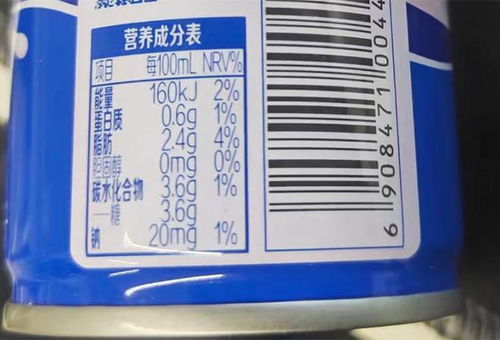 营养成分表
项目 每100mL NRV%
能量 160kJ 2%
蛋白质 0.6g 1%
脂肪 2.4g 4%
胆固醇 0mg 0%
碳水化合物 3.6g 1%
——糖 3.6g
钠 20mg 1%
6 908471 0044